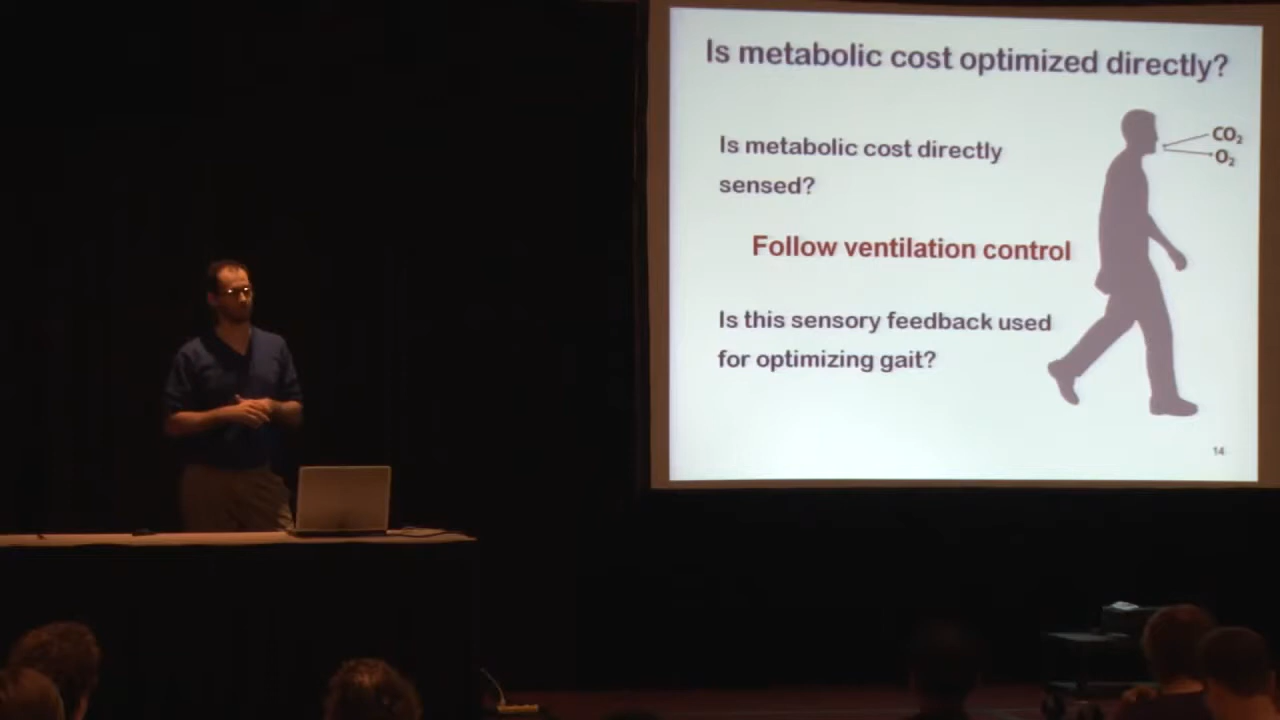 Is metabolic cost optimized directly?
Is metabolic cost directly
sensed?
Follow ventilation control
Is this sensory feedback used
for optimizing gait?
CO₂
O₂
14